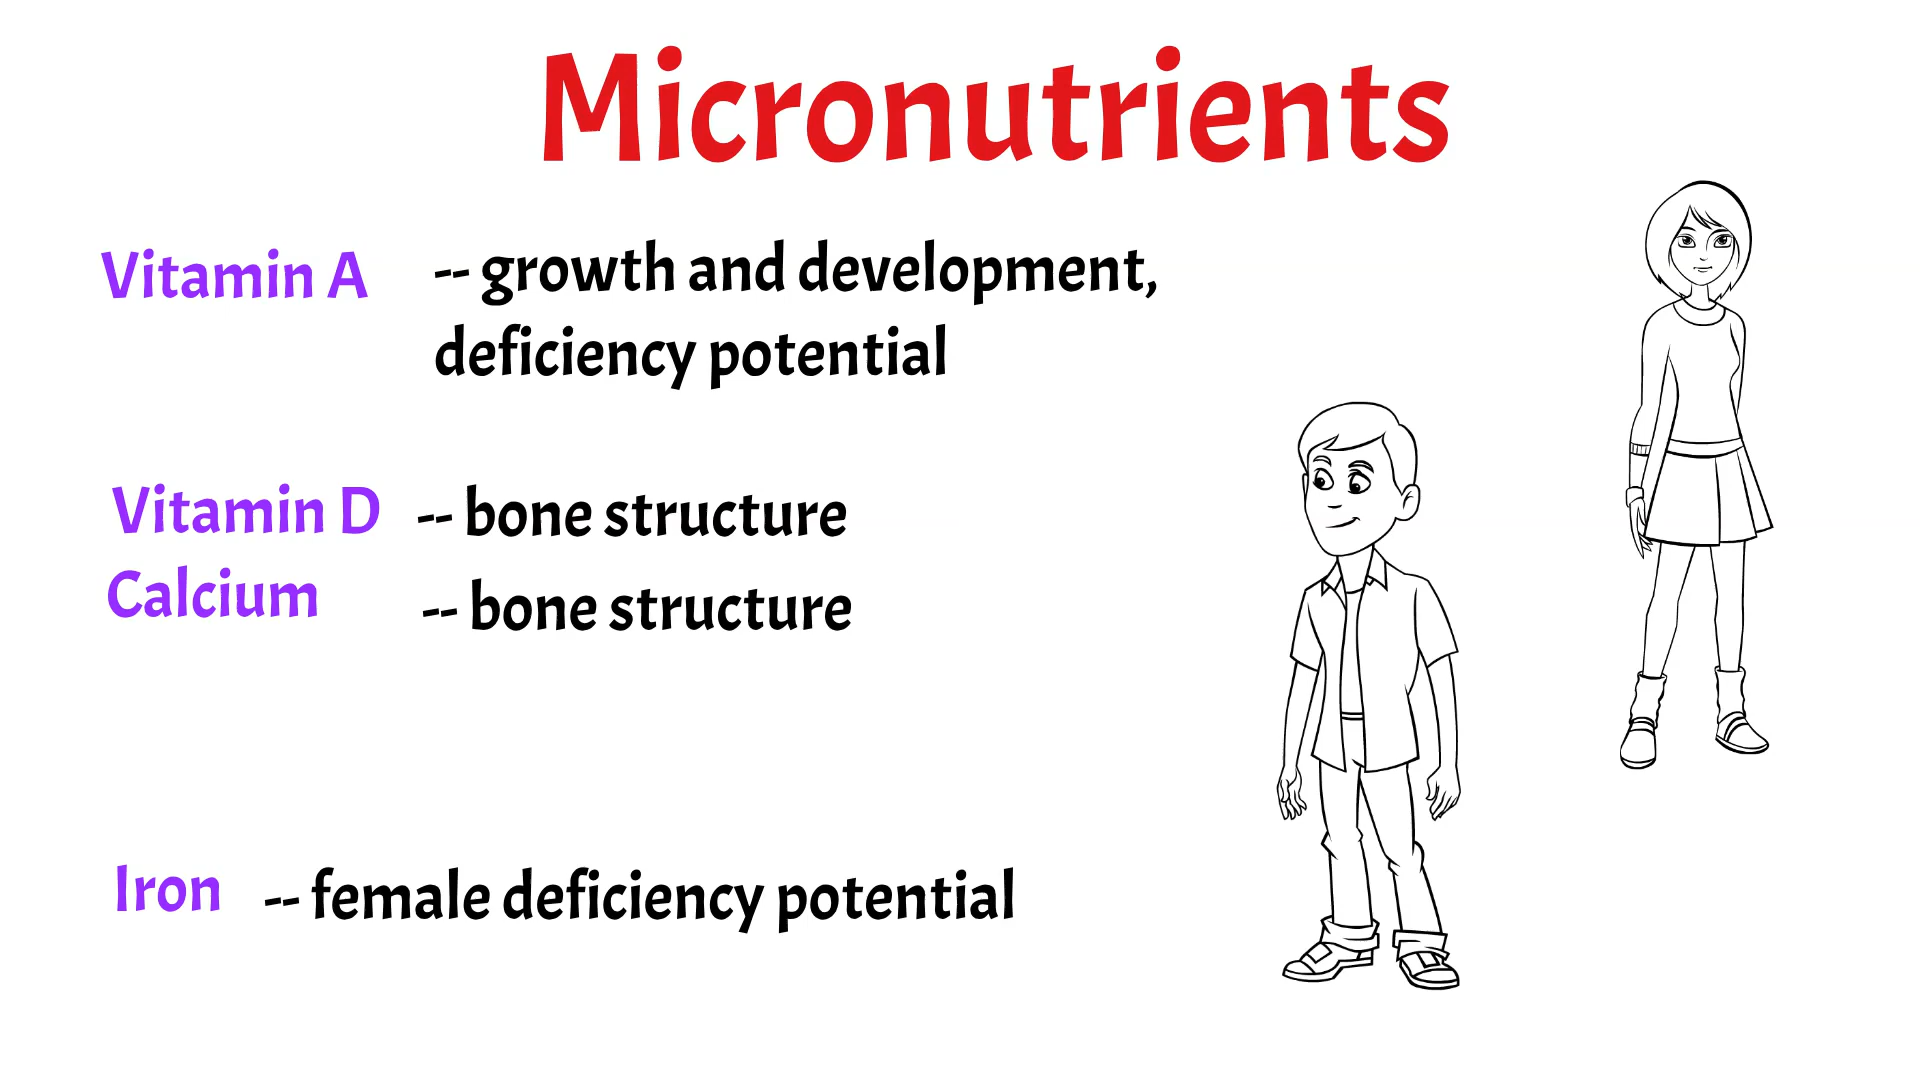 Micronutrients
Vitamin A -- growth and development,
deficiency potential
Vitamin D -- bone structure
Calcium -- bone structure
Iron -- female deficiency potential